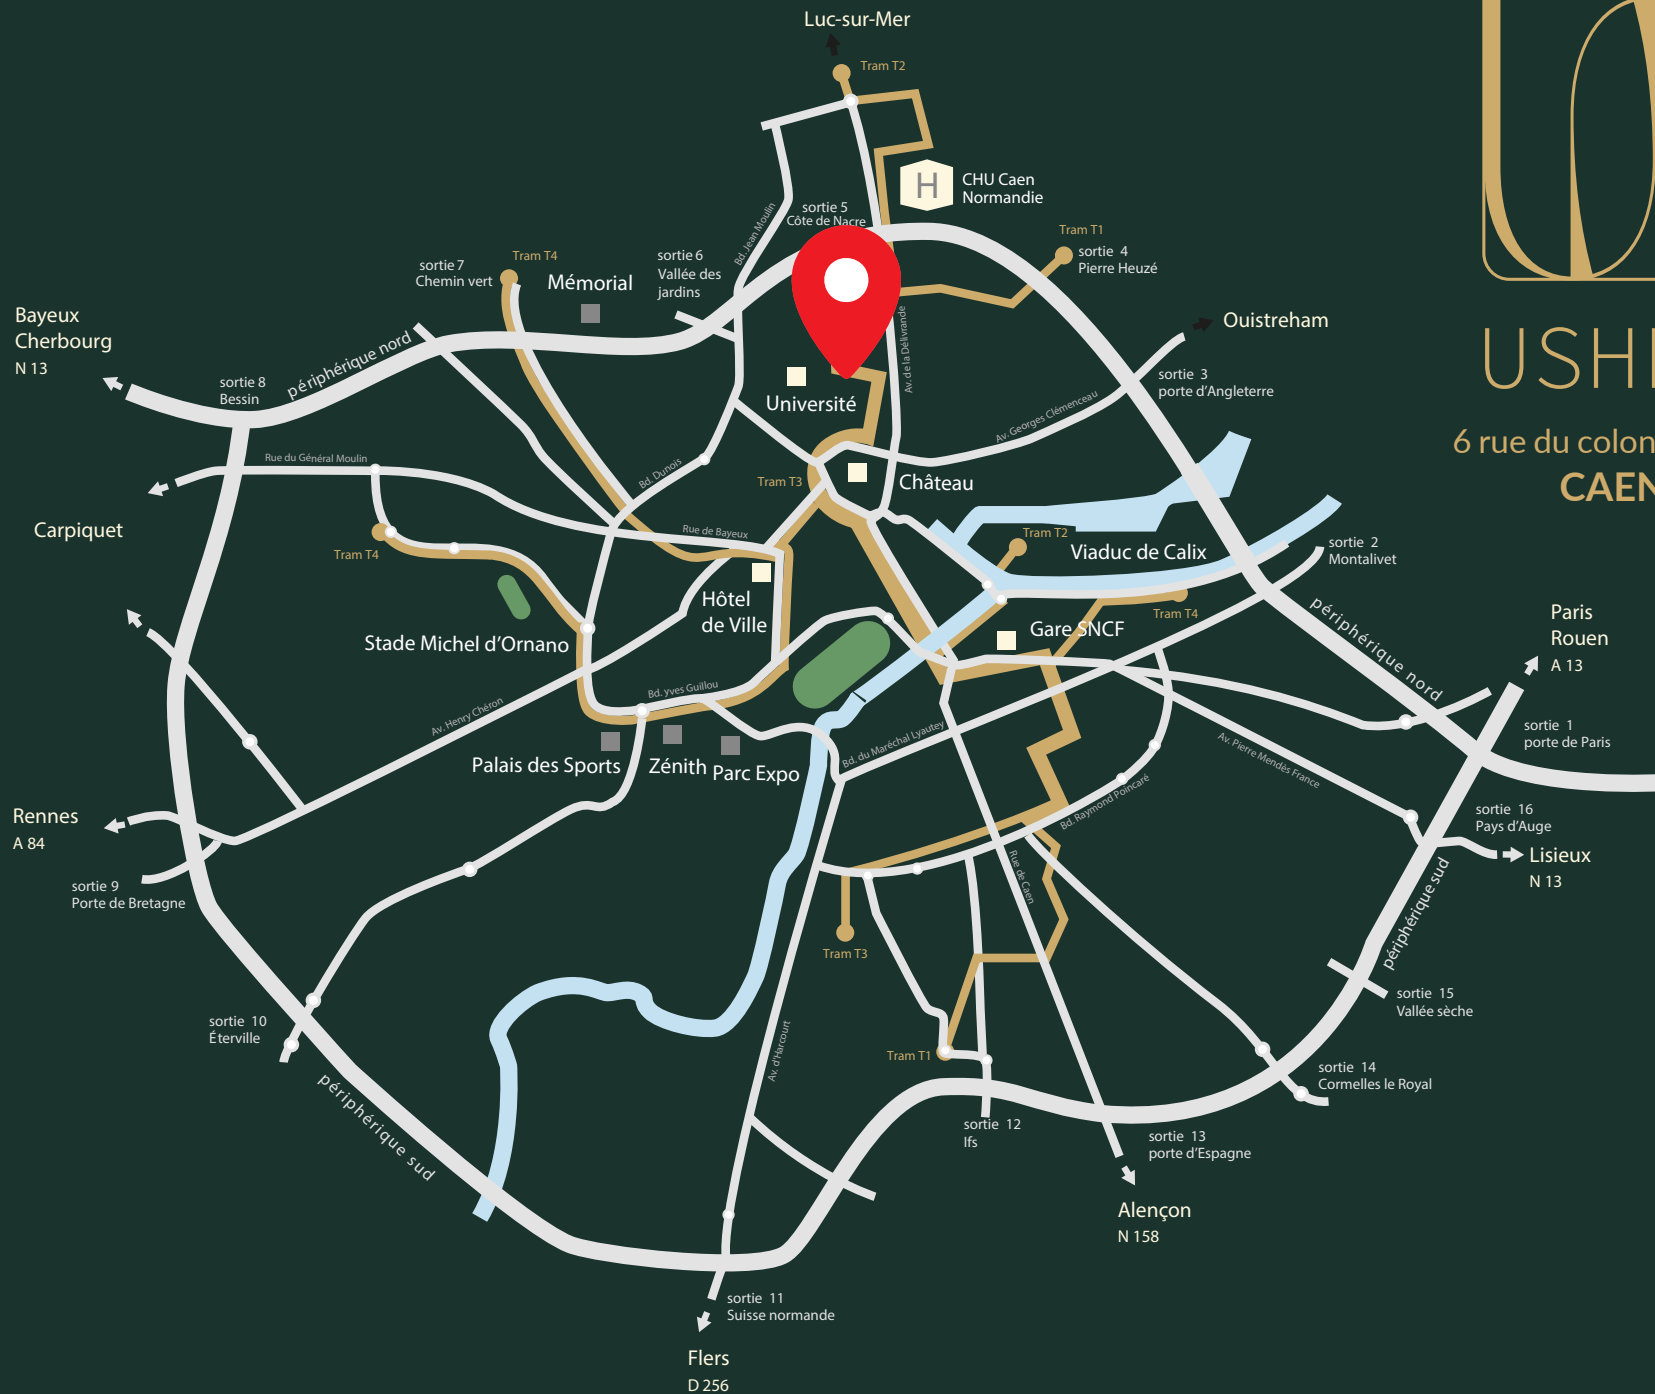 Luc-sur-Mer
Tram T2
CHU Caen
Normandie
sortie 5
Côte de Nacre
Bd. Jean Moulin
Tram T1
sortie 4
Pierre Heuzé
Tram T4
sortie 7
Chemin vert
Mémorial
sortie 6
Vallée des
jardins
Bayeux
Cherbourg
N 13
périphérique nord
sortie 8
Bessin
Ouistreham
Av. de la Délivrande
sortie 3
porte d'Angleterre
USH
6 rue du colon
CAEN
Université
Av. Georges Clémenceau
Rue du Général Moulin
Bd. Dunois
Tram T3
Château
Carpiquet
Tram T4
Rue de Bayeux
Tram T2
Viaduc de Calix
sortie 2
Montalivet
Hôtel
de Ville
Stade Michel d'Ornano
Gare SNCF
Tram T4
périphérique nord
Paris
Rouen
A 13
Bd. yves Guillou
Av. Henry Chéron
Palais des Sports
Zénith
Parc Expo
Bd. du Maréchal Lyautey
Av. Pierre Mendès France
sortie 1
porte de Paris
Rennes
A 84
Bd. Raymond Poincaré
sortie 16
Pays d'Auge
Lisieux
N 13
sortie 9
Porte de Bretagne
Rue de Caen
périphérique sud
Tram T3
sortie 15
Vallée sèche
sortie 10
Éterville
Av. d'Harcourt
Tram T1
sortie 14
Cormelles le Royal
périphérique sud
sortie 12
Ifs
sortie 13
porte d'Espagne
Alençon
N 158
sortie 11
Suisse normande
Flers
D 256
H